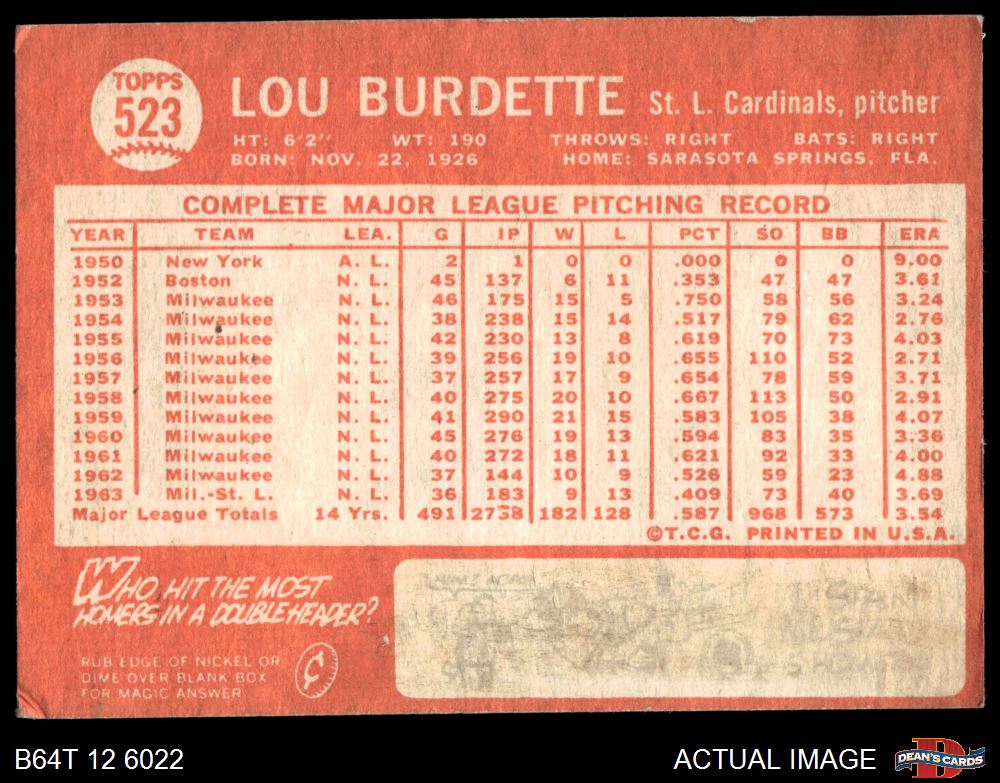 TOPPS
523
LOU BURDETTE St. L. Cardinals, pitcher
HT: 6'2" WT: 190 THROWS: RIGHT BATS: RIGHT
BORN: NOV. 22, 1926 HOME: SARASOTA SPRINGS, FLA.
COMPLETE MAJOR LEAGUE PITCHING RECORD
YEAR TEAM LEA. G IP W L PCT SO BB ERA
1950 New York A. L. 2 1 0 0 .000 0 0 9.00
1952 Boston N. L. 45 137 6 11 .353 47 47 3.61
1953 Milwaukee N. L. 46 175 15 5 .750 58 56 3.24
1954 Milwaukee N. L. 38 238 15 14 .517 79 62 2.76
1955 Milwaukee N. L. 42 230 13 8 .619 70 73 4.03
1956 Milwaukee N. L. 39 256 19 10 .655 110 52 2.71
1957 Milwaukee N. L. 37 257 17 9 .654 78 59 3.71
1958 Milwaukee N. L. 40 275 20 10 .667 113 50 2.91
1959 Milwaukee N. L. 41 290 21 15 .583 105 38 4.07
1960 Milwaukee N. L. 45 276 19 13 .594 83 35 3.36
1961 Milwaukee N. L. 40 272 18 11 .621 92 33 4.00
1962 Milwaukee N. L. 37 144 10 9 .526 59 23 4.88
1963 Mil.-St. L. N. L. 36 183 9 13 .409 73 40 3.69
Major League Totals 14 Yrs. 491 2738 182 128 .587 968 573 3.54
©T.C.G. PRINTED IN U.S.A.
WHO HIT THE MOST
HOMERS IN A DOUBLE HEADER?
RUB EDGE OF NICKEL OR
DIME OVER BLANK BOX
FOR MAGIC ANSWER
¢
B64T 12 6022 ACTUAL IMAGE DEAN'S CARDS